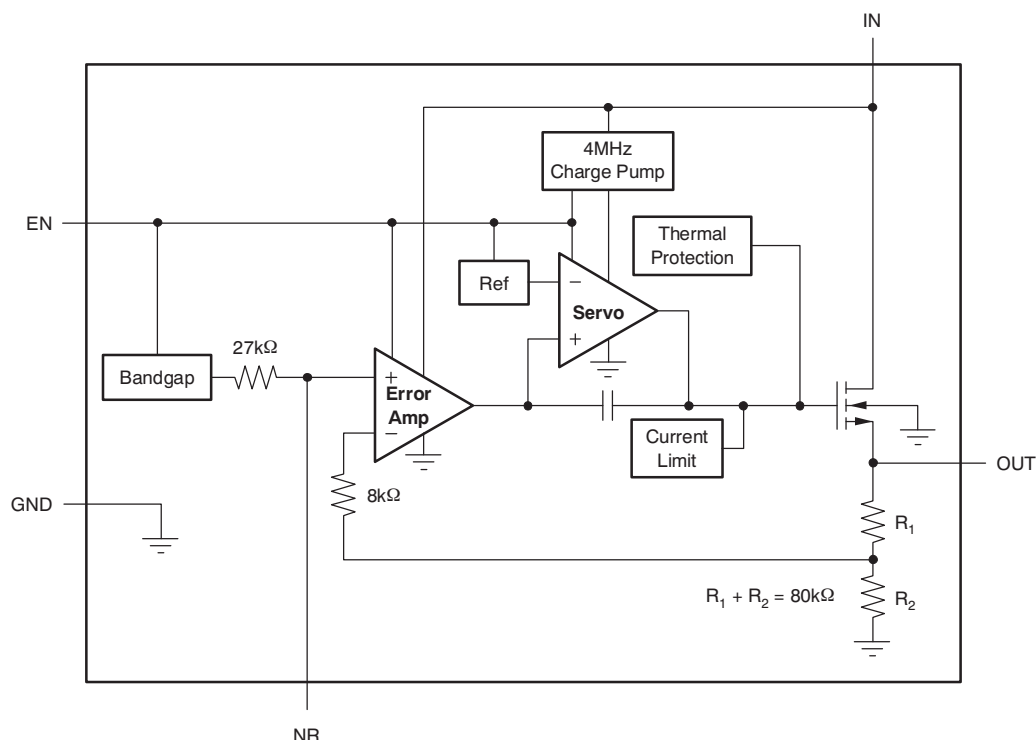 IN
4MHz
Charge Pump
EN
Thermal
Protection
Ref
−
Servo
+
27kΩ
Bandgap
+
Error
Amp
−
Current
Limit
OUT
8kΩ
GND
R1
R1 + R2 = 80kΩ
R2
NR